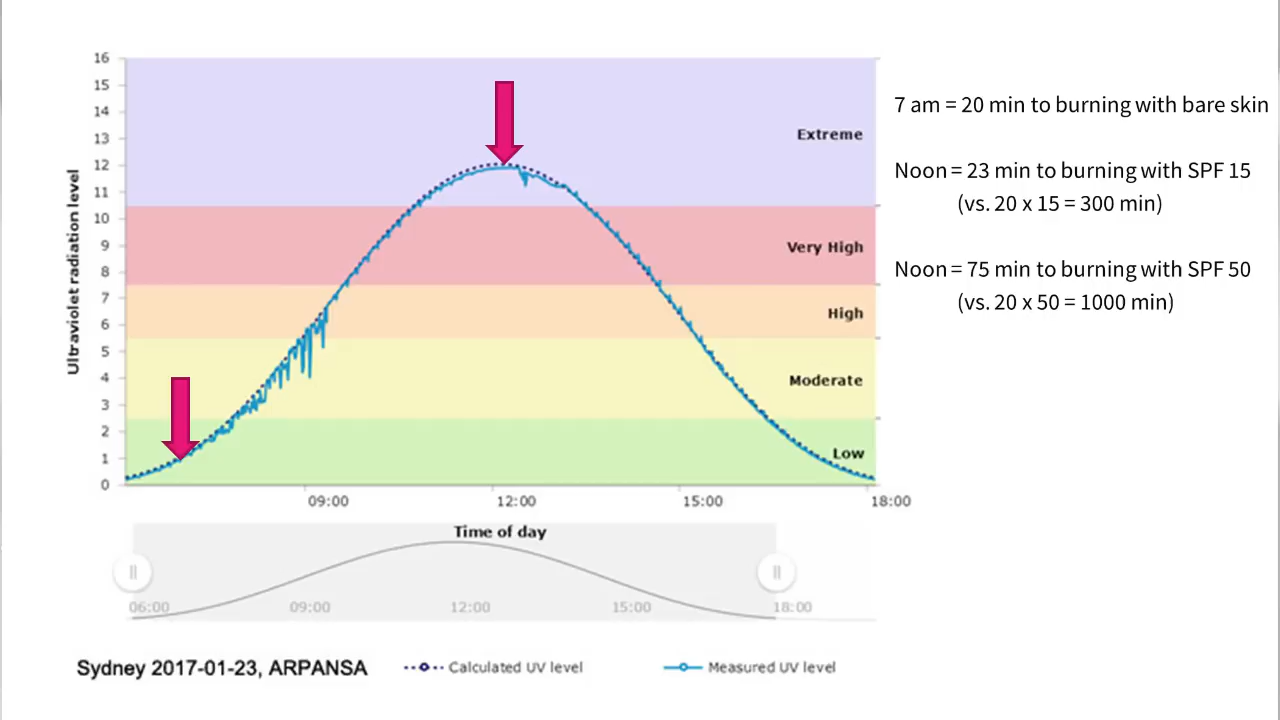 16
15
14
13
12
11
10
9
8
7
6
5
4
3
2
1
0
Ultraviolet radiation level
Extreme
Very High
High
Moderate
Low
09:00
12:00
15:00
18:00
Time of day
06:00
09:00
12:00
15:00
18:00
Sydney 2017-01-23, ARPANSA
Calculated UV level
Measured UV level
7 am = 20 min to burning with bare skin
Noon = 23 min to burning with SPF 15
(vs. 20 x 15 = 300 min)
Noon = 75 min to burning with SPF 50
(vs. 20 x 50 = 1000 min)